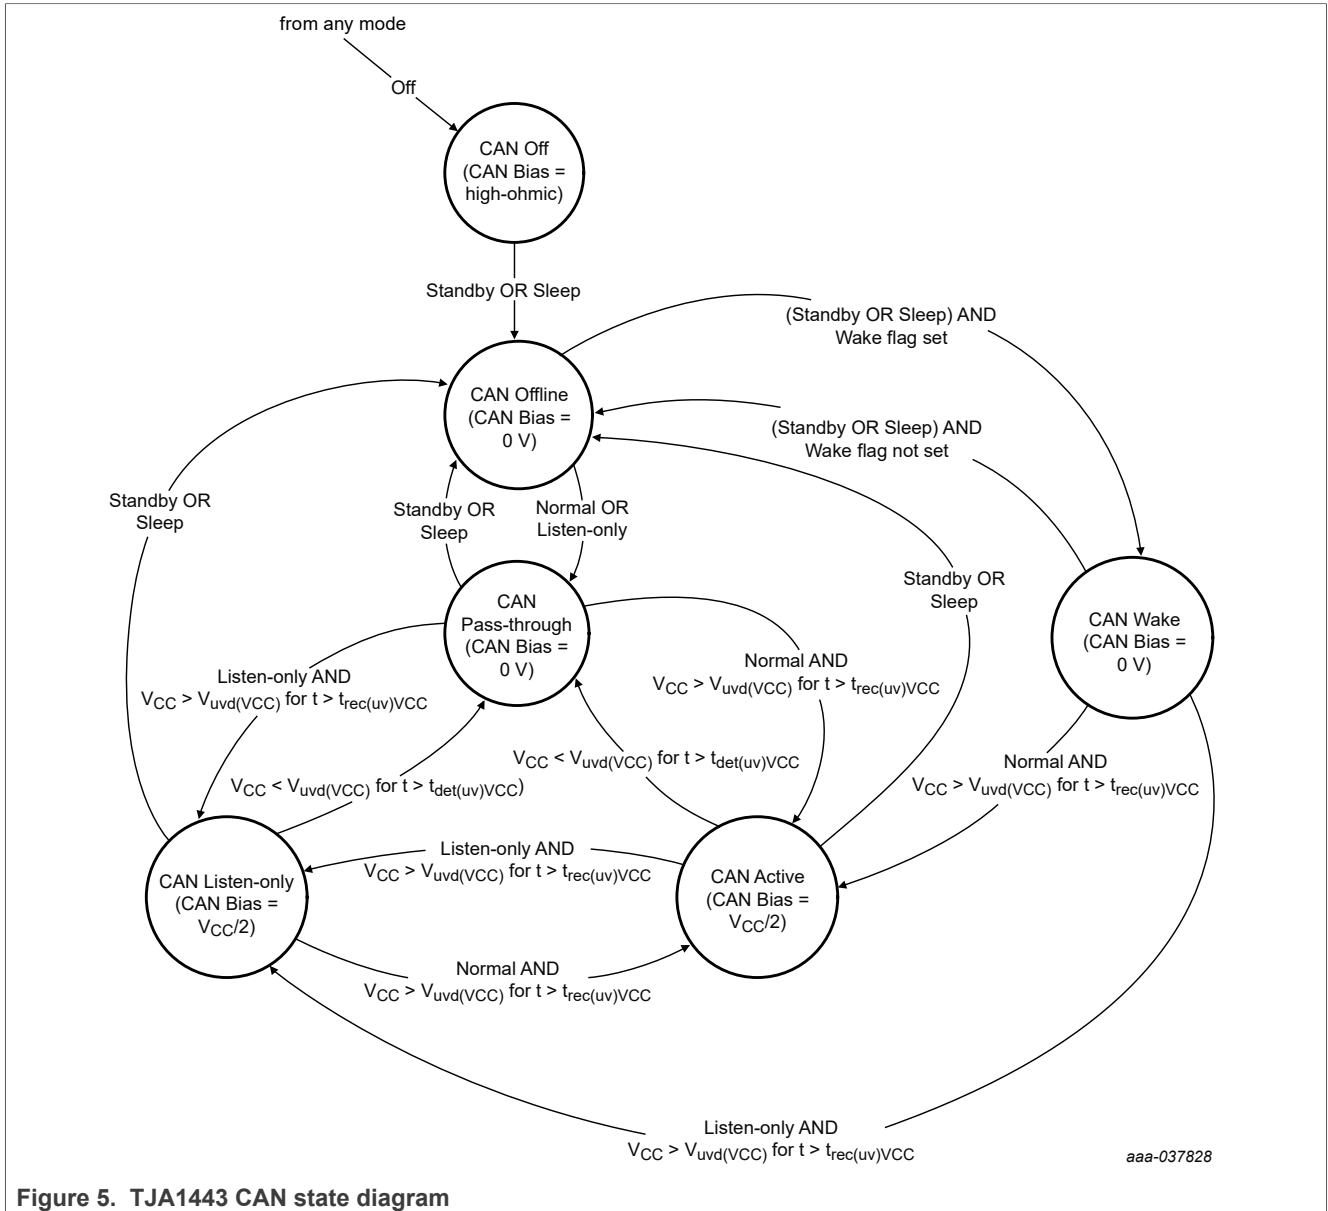 from any mode
Off
CAN Off
(CAN Bias =
high-ohmic)
Standby OR Sleep
(Standby OR Sleep) AND
Wake flag set
CAN Offline
(CAN Bias =
0 V)
(Standby OR Sleep) AND
Wake flag not set
Standby OR
Sleep
Standby OR
Sleep
Normal OR
Listen-only
Standby OR
Sleep
CAN
Pass-through
(CAN Bias =
0 V)
CAN Wake
(CAN Bias =
0 V)
Listen-only AND
VCC > Vuvd(VCC) for t > trec(uv)VCC
Normal AND
VCC > Vuvd(VCC) for t > trec(uv)VCC
VCC < Vuvd(VCC) for t > tdet(uv)VCC)
VCC < Vuvd(VCC) for t > tdet(uv)VCC
Normal AND
VCC > Vuvd(VCC) for t > trec(uv)VCC
Listen-only AND
VCC > Vuvd(VCC) for t > trec(uv)VCC
CAN Listen-only
(CAN Bias =
VCC/2)
CAN Active
(CAN Bias =
VCC/2)
Normal AND
VCC > Vuvd(VCC) for t > trec(uv)VCC
Listen-only AND
VCC > Vuvd(VCC) for t > trec(uv)VCC
aaa-037828
Figure 5. TJA1443 CAN state diagram